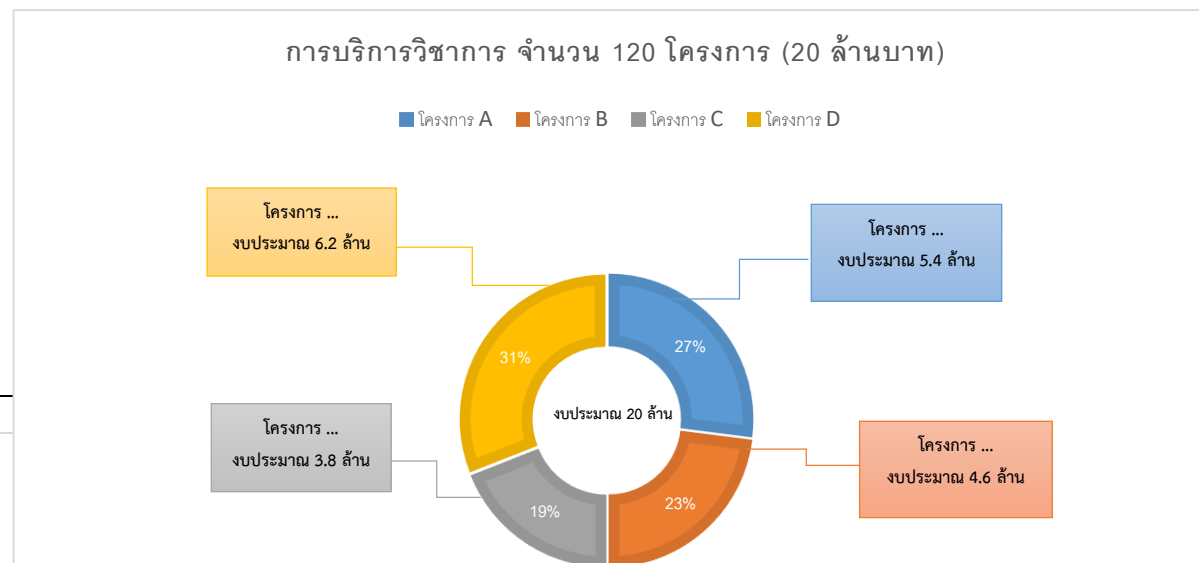 การบริการวิชาการ จำนวน 120 โครงการ (20 ล้านบาท)
โครงการ A โครงการ B โครงการ C โครงการ D
โครงการ ...
งบประมาณ 6.2 ล้าน
โครงการ ...
งบประมาณ 5.4 ล้าน
31%
27%
งบประมาณ 20 ล้าน
โครงการ ...
งบประมาณ 3.8 ล้าน
โครงการ ...
งบประมาณ 4.6 ล้าน
19%
23%